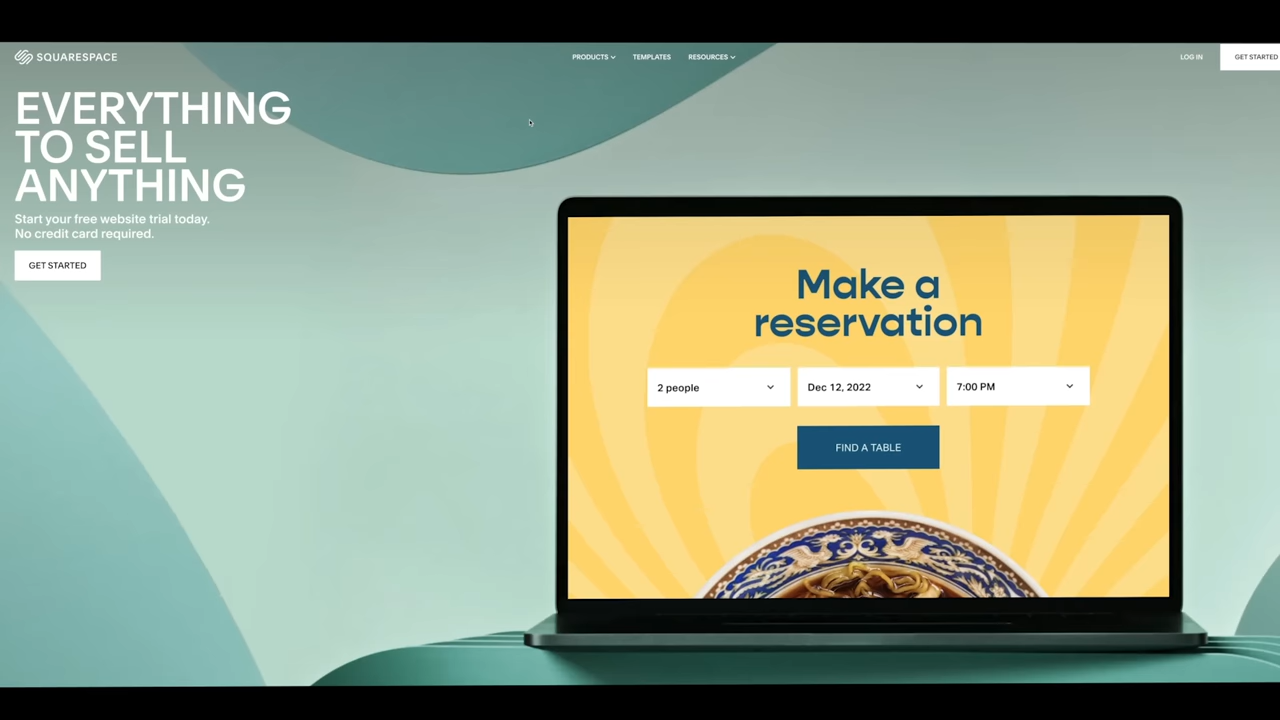 SQUARESPACE
PRODUCTS
TEMPLATES
RESOURCES
LOG IN
GET STARTED
EVERYTHING
TO SELL
ANYTHING
Start your free website trial today.
No credit card required.
GET STARTED
Make a
reservation
2 people
Dec 12, 2022
7:00 PM
FIND A TABLE